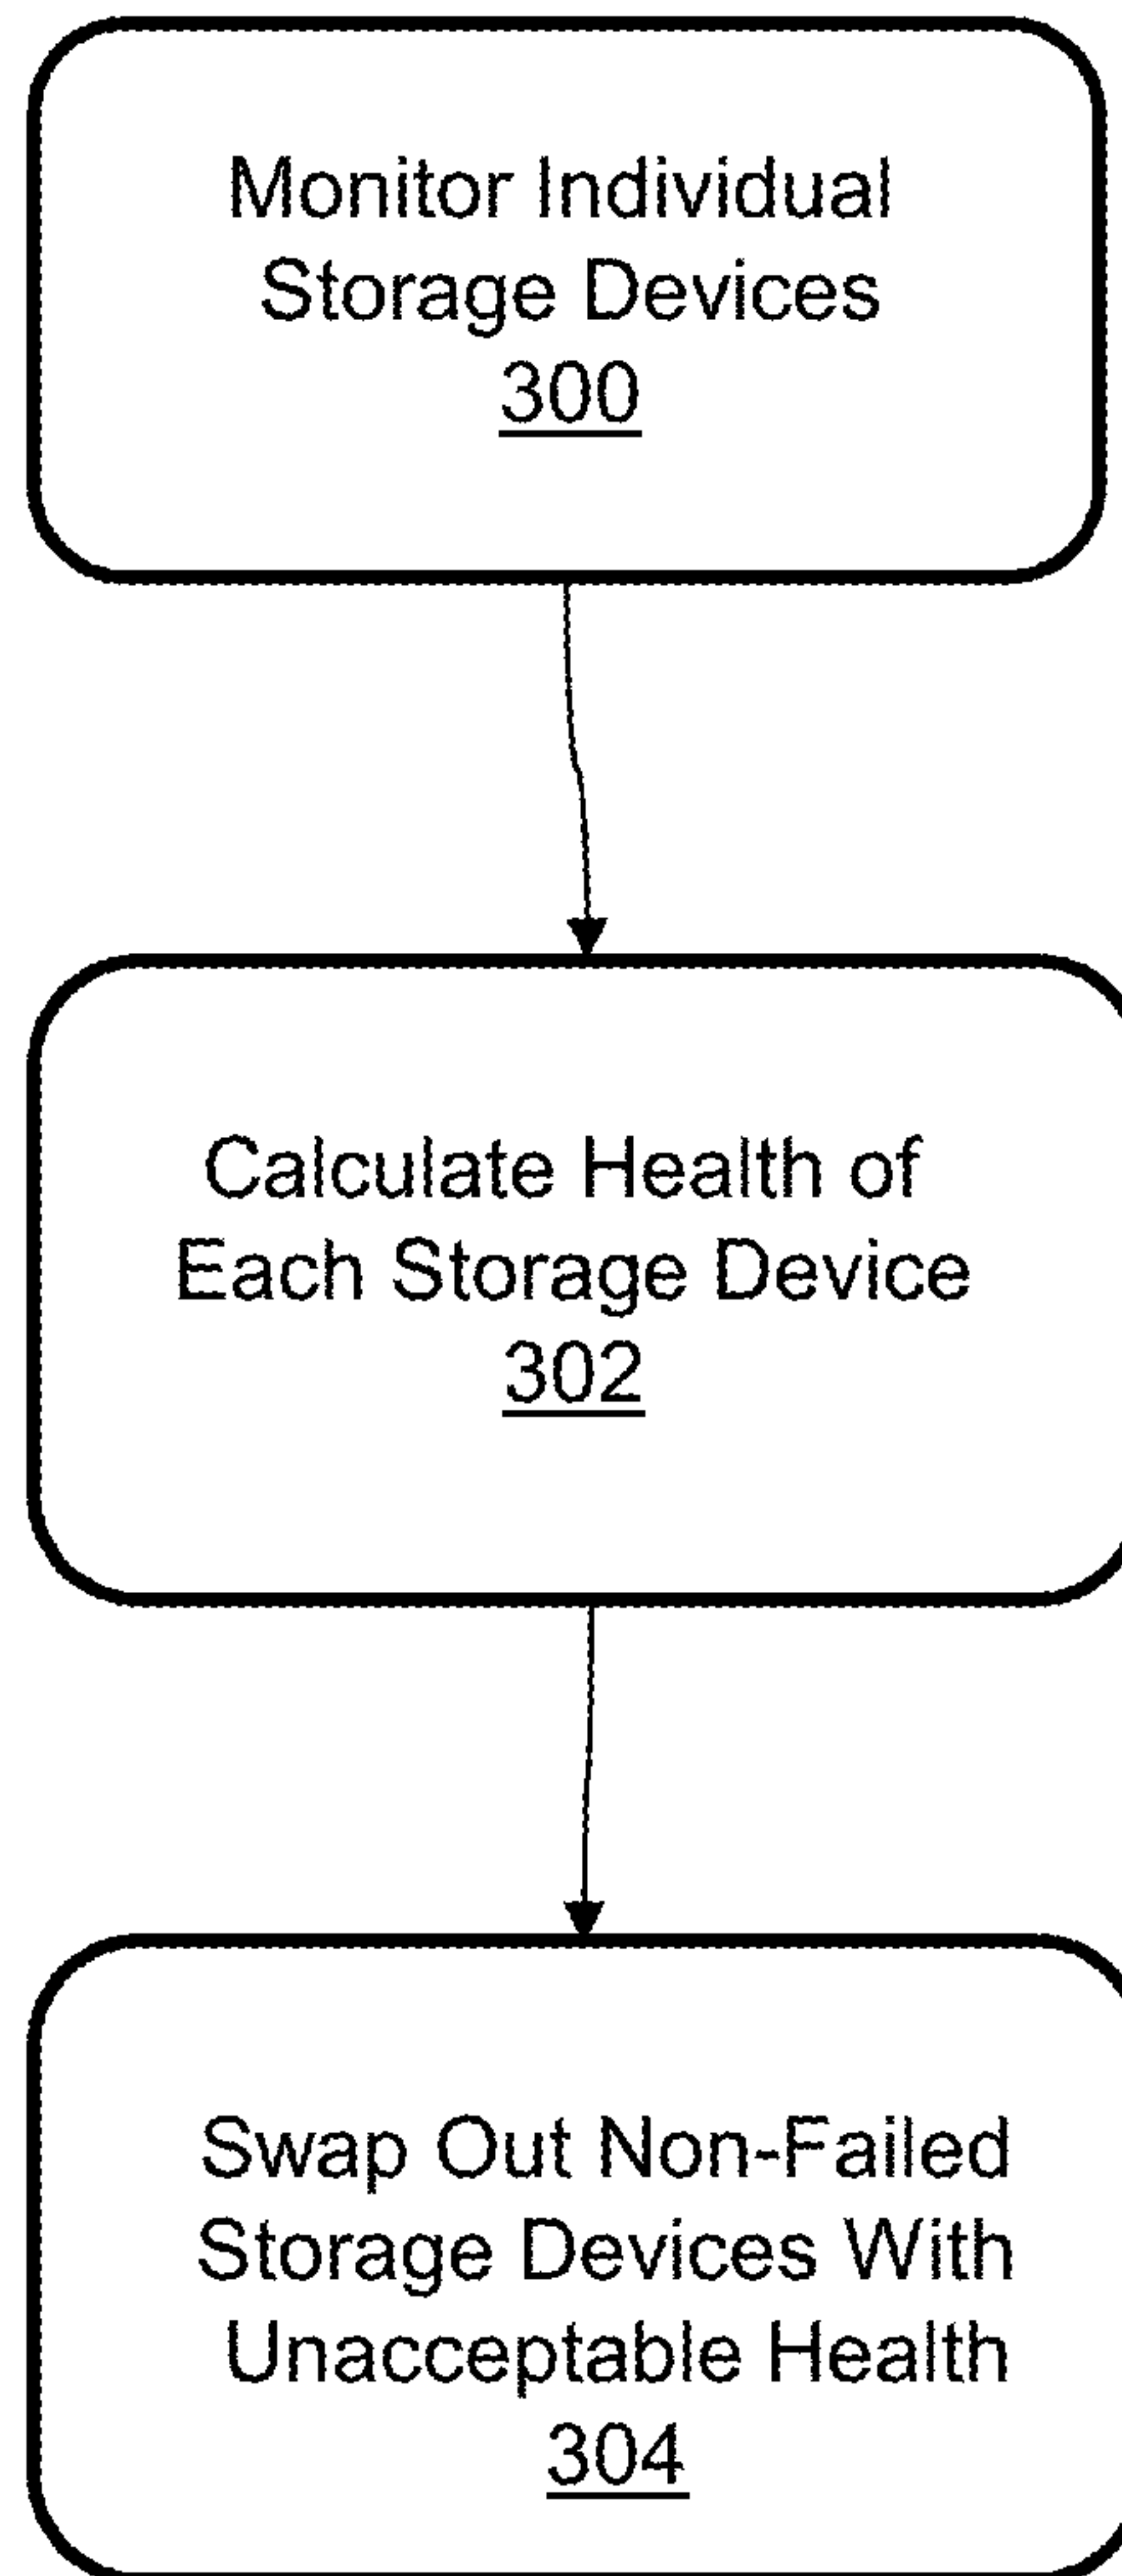 Monitor Individual
Storage Devices
300
Calculate Health of
Each Storage Device
302
Swap Out Non-Failed
Storage Devices With
Unacceptable Health
304